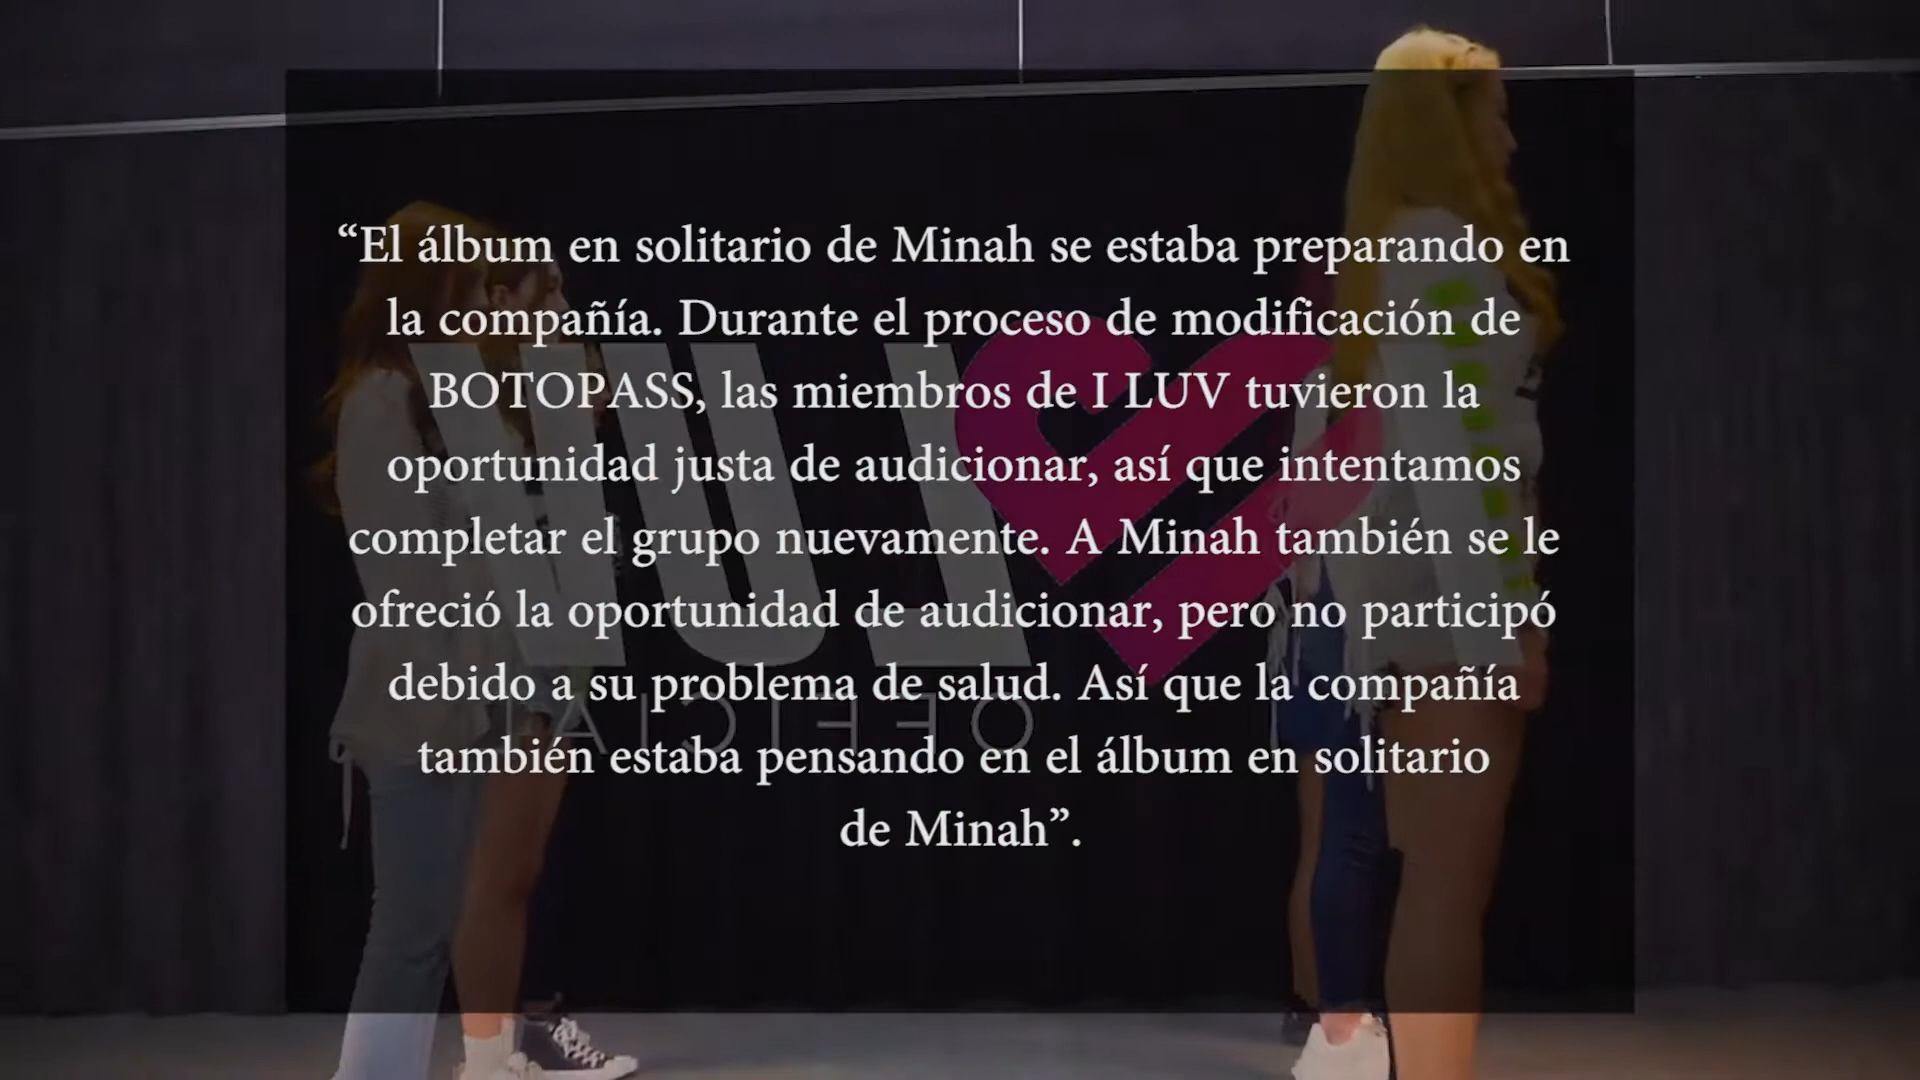 “El álbum en solitario de Minah se estaba preparando en
la compañía. Durante el proceso de modificación de
BOTOPASS, las miembros de I LUV tuvieron la
oportunidad justa de audicionar, así que intentamos
completar el grupo nuevamente. A Minah también se le
ofreció la oportunidad de audicionar, pero no participó
debido a su problema de salud. Así que la compañía
también estaba pensando en el álbum en solitario
de Minah”.
ILUV
OFFICIAL